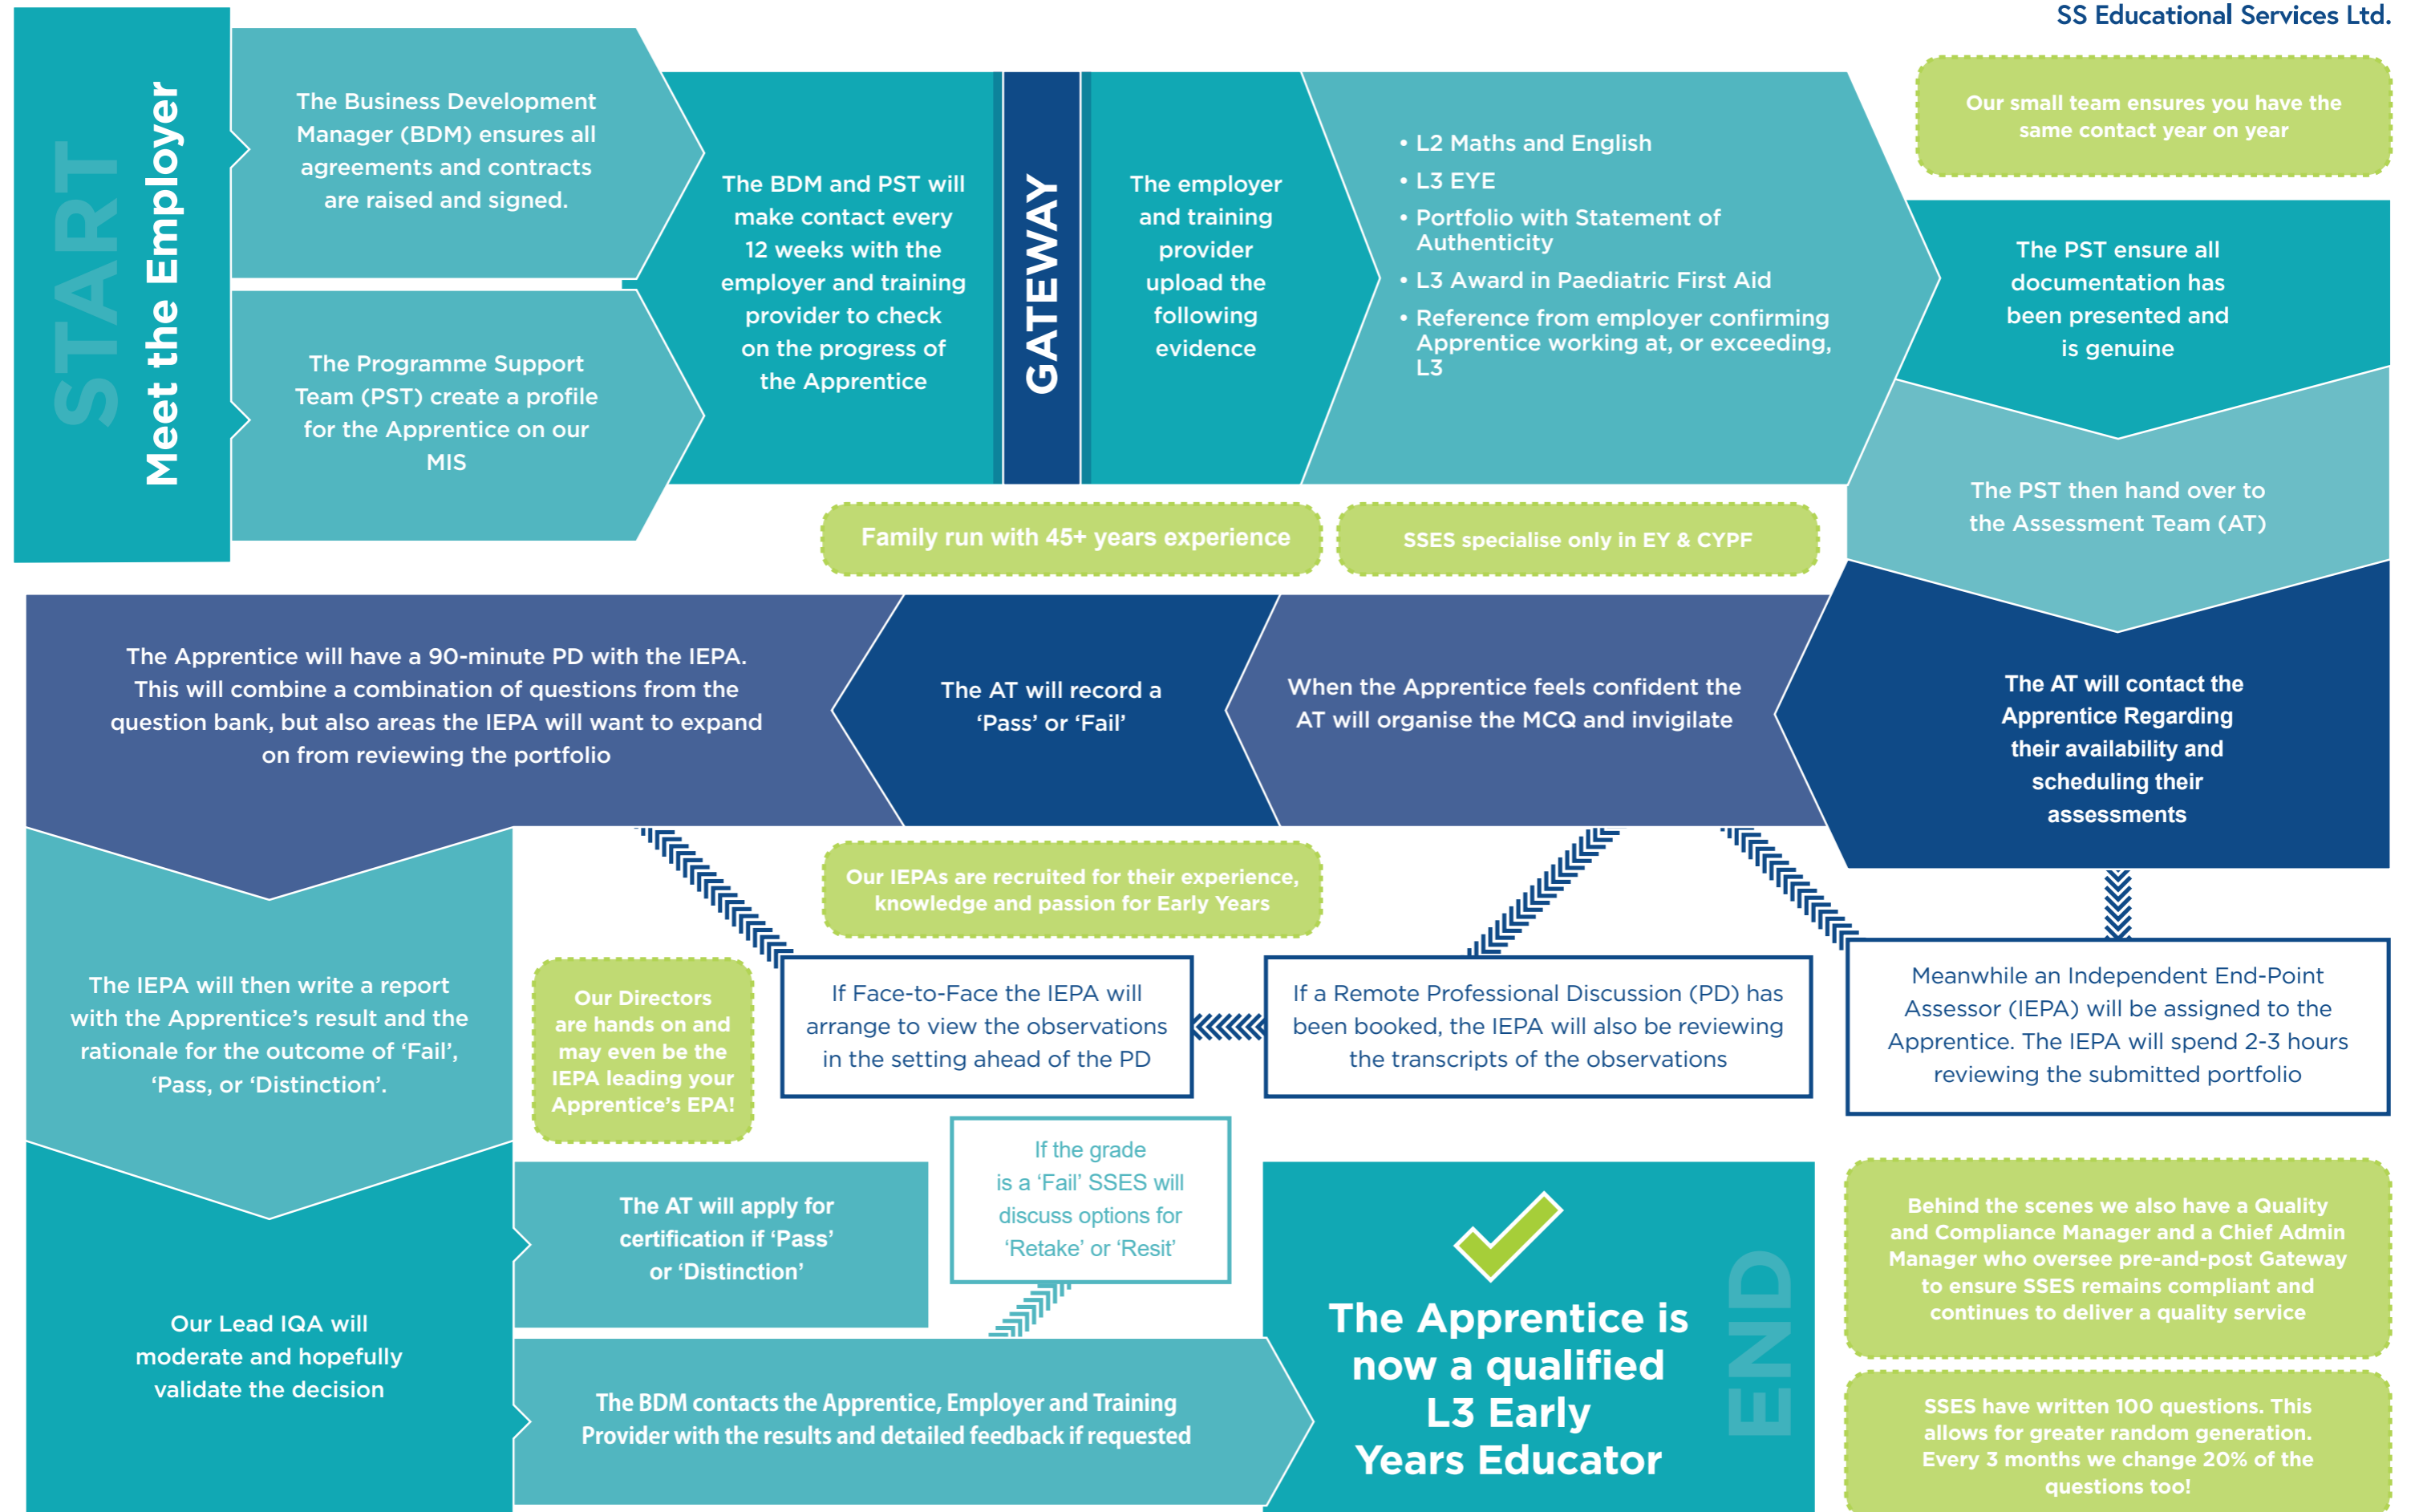 SS Educational Services Ltd.
START
Meet the Employer
The Business Development
Manager (BDM) ensures all
agreements and contracts
are raised and signed.
The Programme Support
Team (PST) create a profile
for the Apprentice on our
MIS
The BDM and PST will
make contact every
12 weeks with the
employer and training
provider to check
on the progress of
the Apprentice
GATEWAY
The employer
and training
provider
upload the
following
evidence
• L2 Maths and English
• L3 EYE
• Portfolio with Statement of
Authenticity
• L3 Award in Paediatric First Aid
• Reference from employer confirming
Apprentice working at, or exceeding,
L3
Our small team ensures you have the
same contact year on year
The PST ensure all
documentation has
been presented and
is genuine
The PST then hand over to
the Assessment Team (AT)
Family run with 45+ years experience
SSES specialise only in EY & CYPF
The AT will contact the
Apprentice Regarding
their availability and
scheduling their
assessments
When the Apprentice feels confident the
AT will organise the MCQ and invigilate
The AT will record a
‘Pass’ or ‘Fail’
The Apprentice will have a 90-minute PD with the IEPA.
This will combine a combination of questions from the
question bank, but also areas the IEPA will want to expand
on from reviewing the portfolio
Our IEPAs are recruited for their experience,
knowledge and passion for Early Years
Meanwhile an Independent End-Point
Assessor (IEPA) will be assigned to the
Apprentice. The IEPA will spend 2-3 hours
reviewing the submitted portfolio
If a Remote Professional Discussion (PD) has
been booked, the IEPA will also be reviewing
the transcripts of the observations
If Face-to-Face the IEPA will
arrange to view the observations
in the setting ahead of the PD
Our Directors
are hands on and
may even be the
IEPA leading your
Apprentice’s EPA!
The IEPA will then write a report
with the Apprentice’s result and the
rationale for the outcome of ‘Fail’,
‘Pass, or ‘Distinction’.
Our Lead IQA will
moderate and hopefully
validate the decision
The AT will apply for
certification if ‘Pass’
or ‘Distinction’
If the grade
is a ‘Fail’ SSES will
discuss options for
‘Retake’ or ‘Resit’
The BDM contacts the Apprentice, Employer and Training
Provider with the results and detailed feedback if requested
The Apprentice is
now a qualified
L3 Early
Years Educator
END
Behind the scenes we also have a Quality
and Compliance Manager and a Chief Admin
Manager who oversee pre-and-post Gateway
to ensure SSES remains compliant and
continues to deliver a quality service
SSES have written 100 questions. This
allows for greater random generation.
Every 3 months we change 20% of the
questions too!